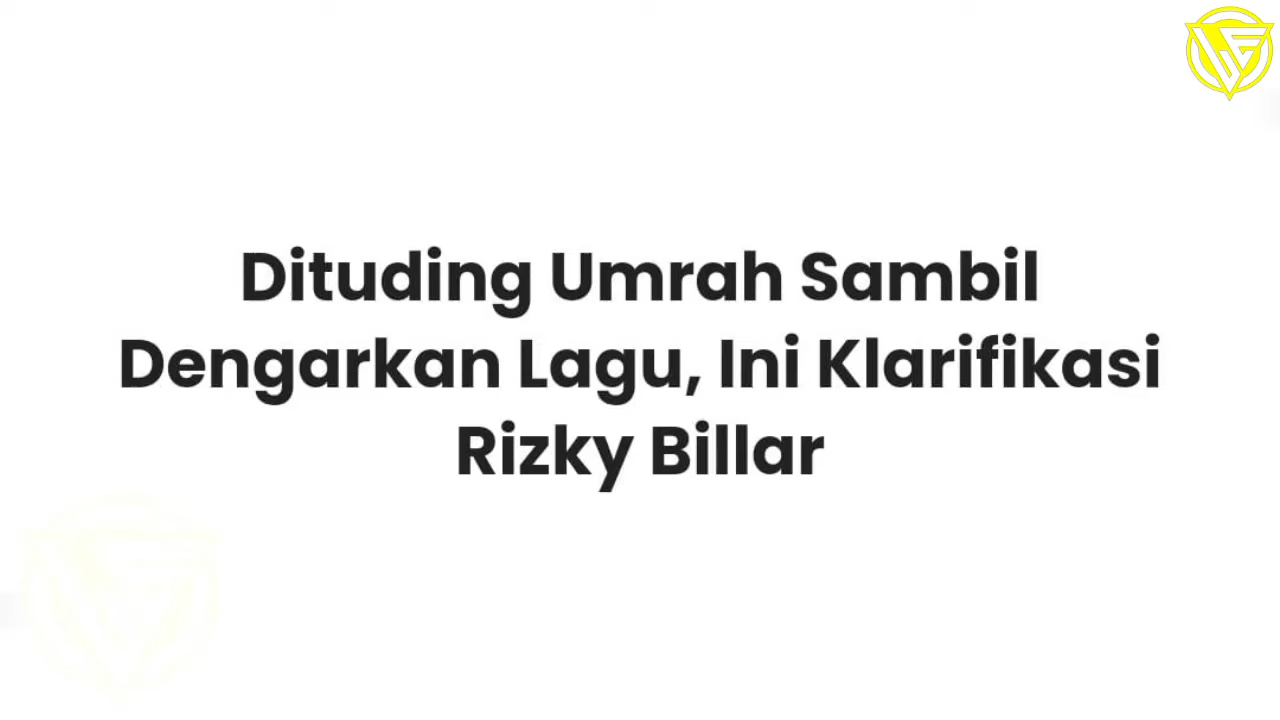 Dituding Umrah Sambil
Dengarkan Lagu, Ini Klarifikasi
Rizky Billar